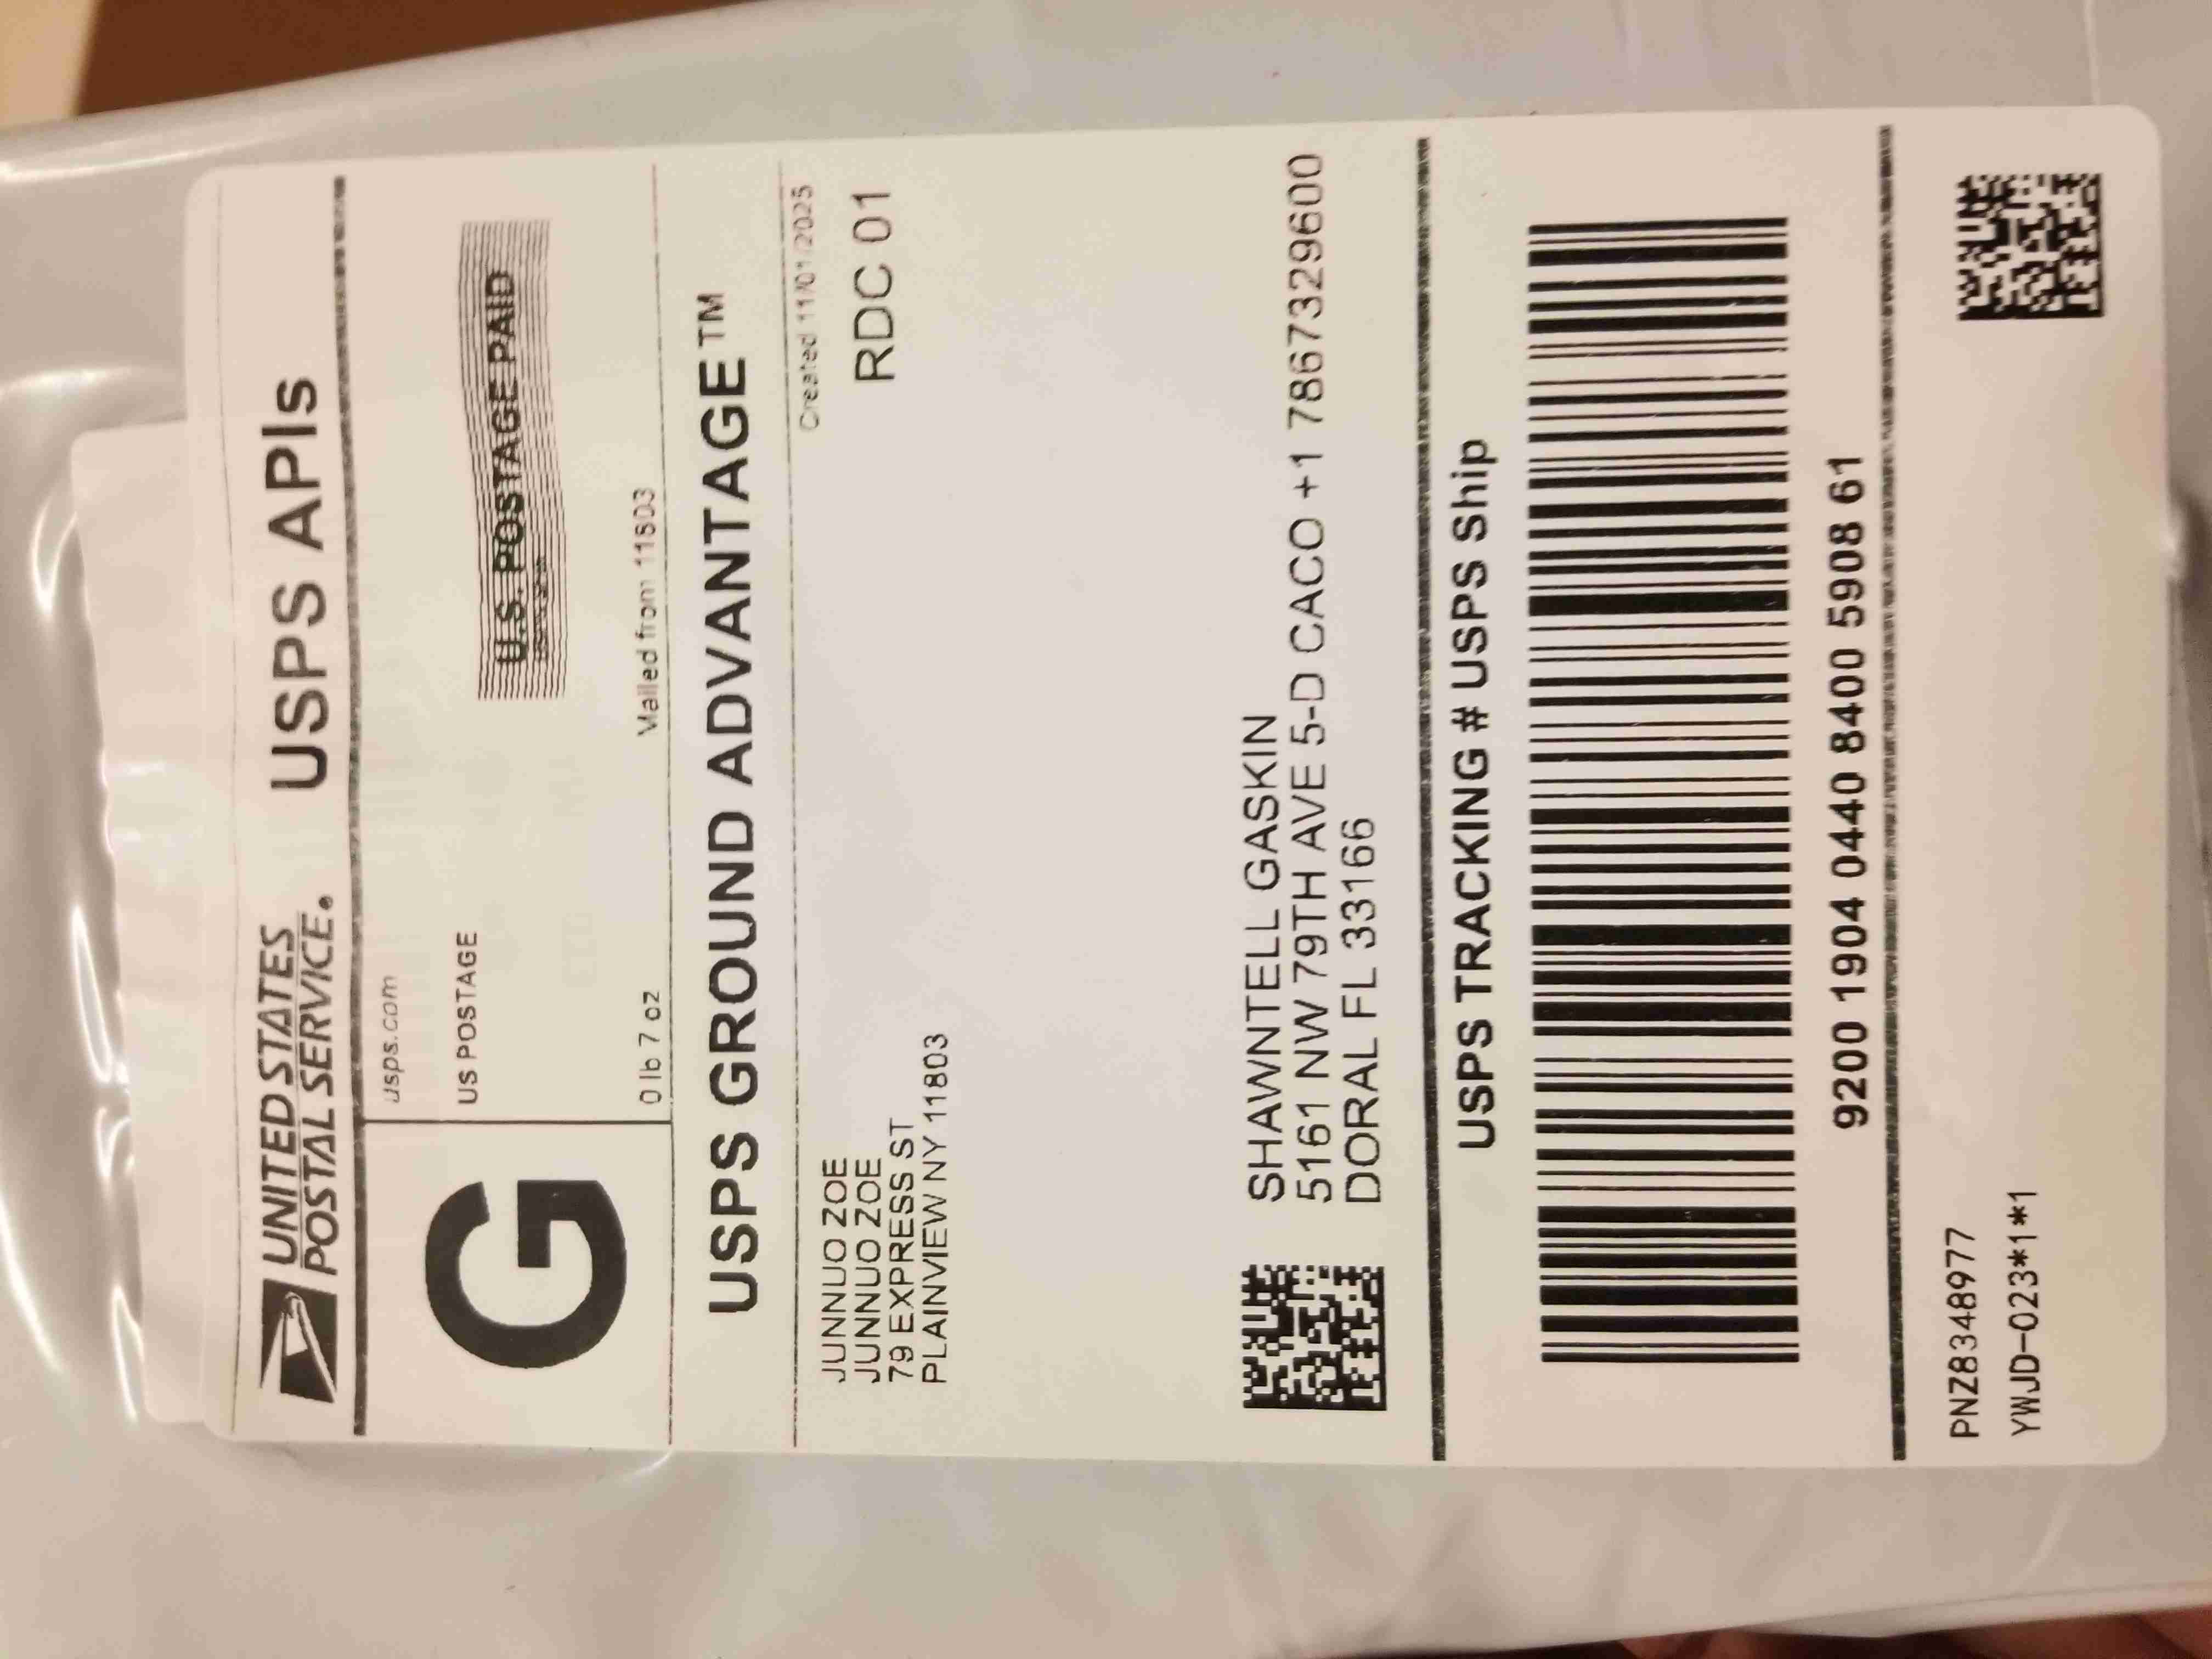 UNITED STATES
POSTAL SERVICE.
USPS APIs
usps.com
US POSTAGE
U.S. POSTAGE PAID
G
0 lb 7 oz
Mailed from 11803
USPS GROUND ADVANTAGE™
Created 11/01/2025
JUNNUO ZOE
JUNNUO ZOE
79 EXPRESS ST
PLAINVIEW NY 11803
RDC 01
SHAWNTELL GASKIN
5161 NW 79TH AVE 5-D CACO +1 7867329600
DORAL FL 33166
USPS TRACKING # USPS Ship
9200 1904 0440 8400 5908 61
PNZ8348977
YWJD-023*1*1